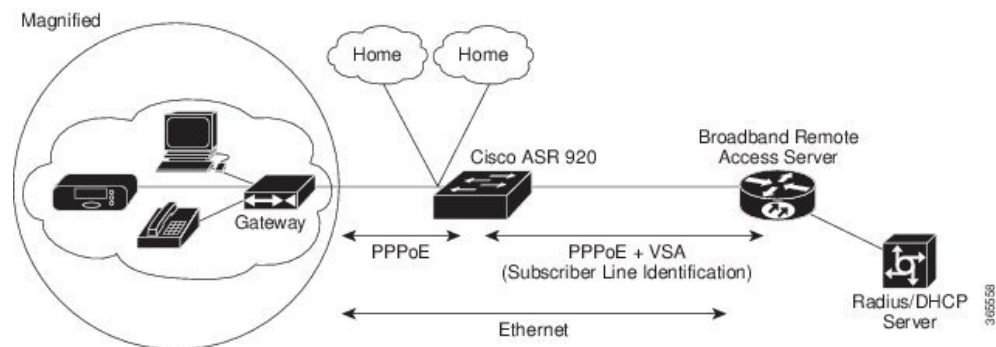 Magnified
Home
Home
Cisco ASR 920
Broadband Remote
Access Server
Gateway
PPPoE
PPPoE + VSA
(Subscriber Line Identification)
Radius/DHCP
Server
Ethernet
365558